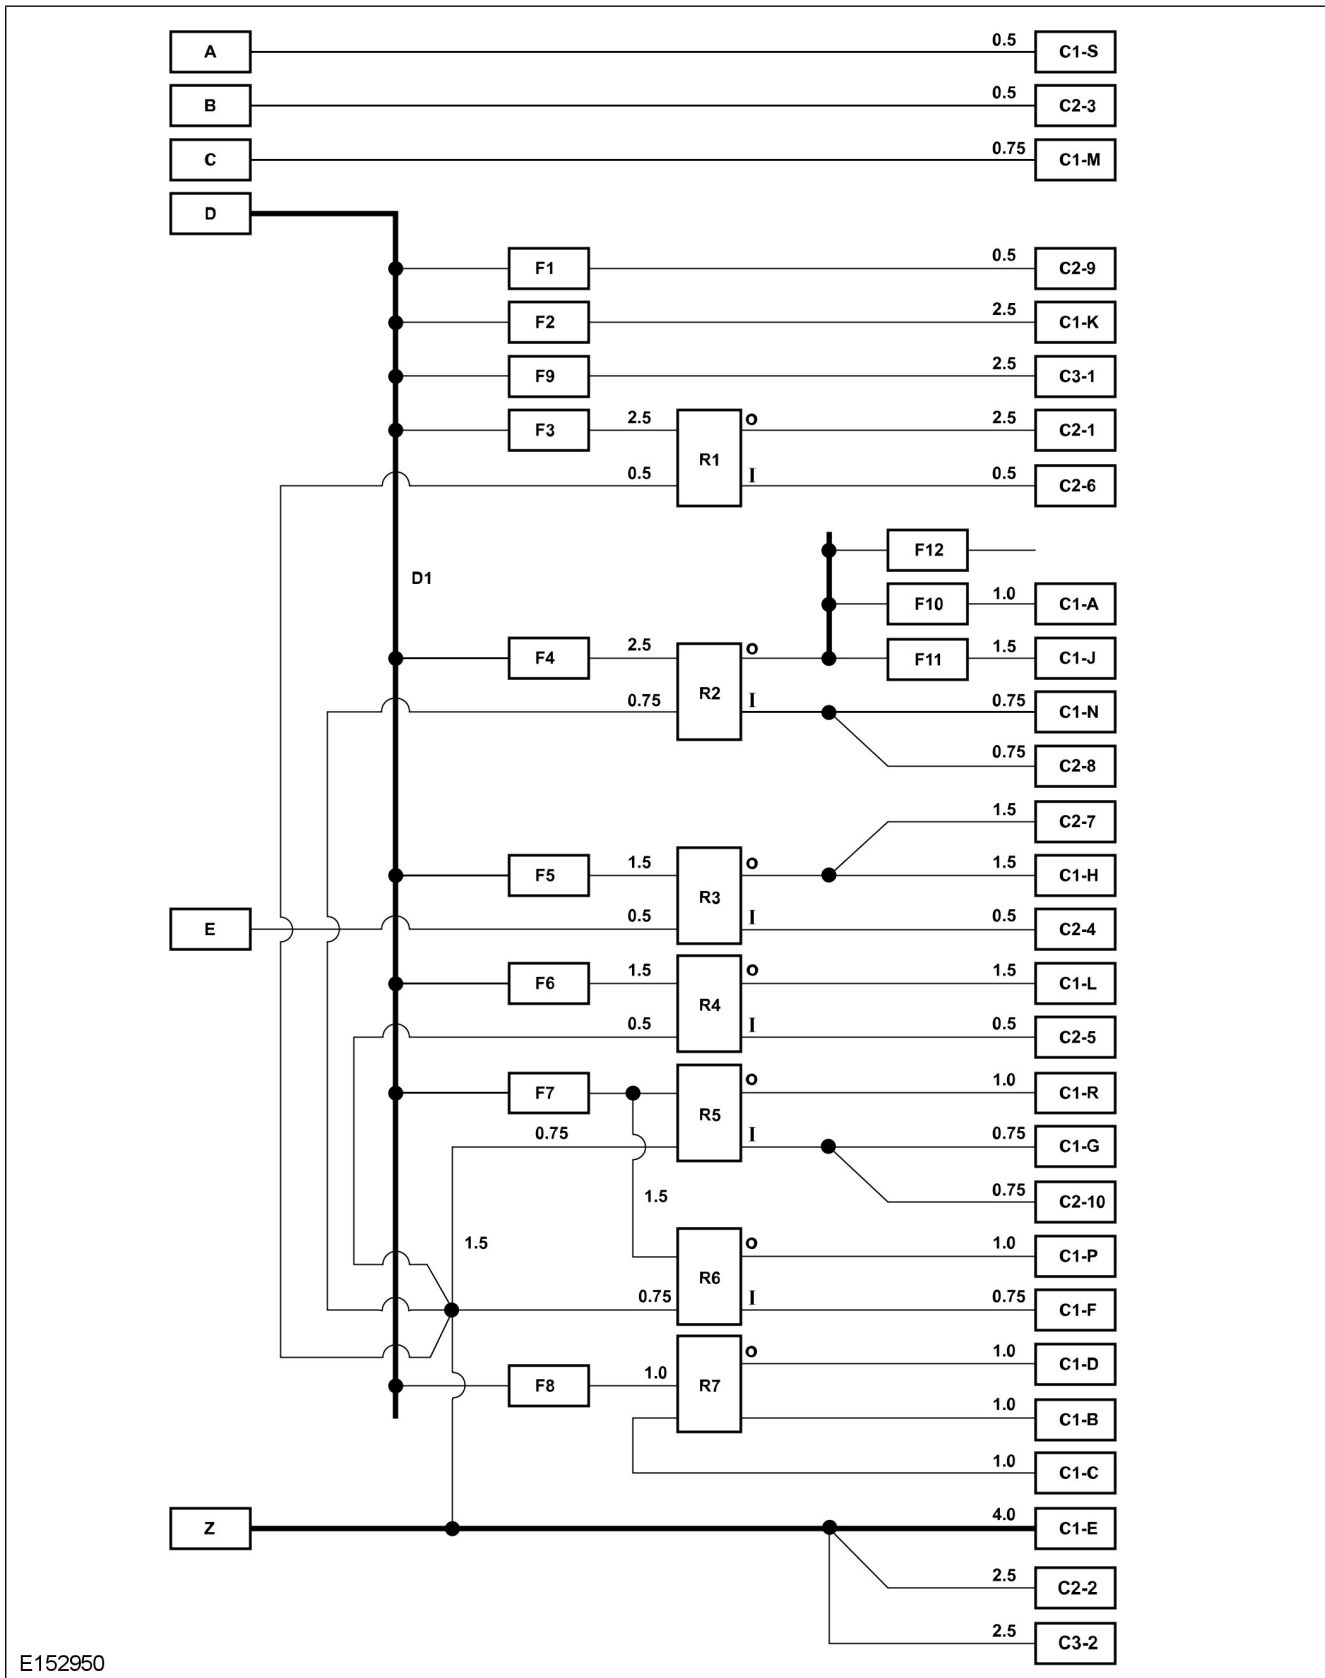 A 0.5 C1-S
B 0.5 C2-3
C 0.75 C1-M
D
F1 0.5 C2-9
F2 2.5 C1-K
F9 2.5 C3-1
F3 2.5 R1 O 2.5 C2-1
0.5 I 0.5 C2-6
F12
D1
F10 1.0 C1-A
F4 2.5 R2 O F11 1.5 C1-J
0.75 I 0.75 C1-N
0.75 C2-8
1.5 C2-7
F5 1.5 R3 O 1.5 C1-H
E 0.5 I 0.5 C2-4
F6 1.5 R4 O 1.5 C1-L
0.5 I 0.5 C2-5
F7 R5 O 1.0 C1-R
0.75 I 0.75 C1-G
1.5 0.75 C2-10
1.5 R6 O 1.0 C1-P
0.75 I 0.75 C1-F
F8 1.0 R7 O 1.0 C1-D
1.0 C1-B
1.0 C1-C
Z 4.0 C1-E
2.5 C2-2
2.5 C3-2
E152950